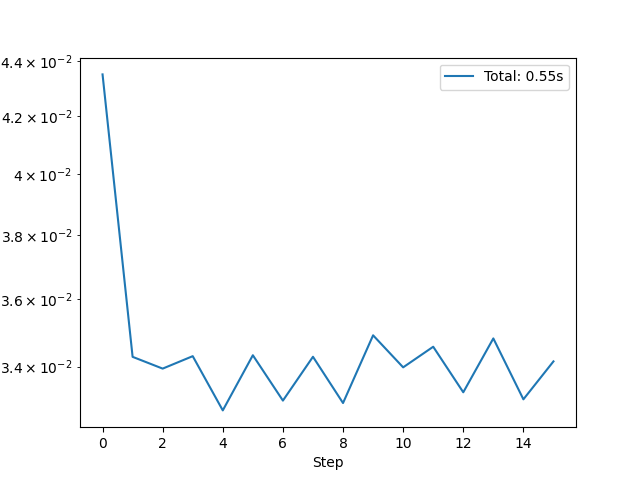 4.4 × 10⁻²
4.2 × 10⁻²
4 × 10⁻²
3.8 × 10⁻²
3.6 × 10⁻²
3.4 × 10⁻²
Total: 0.55s
0 2 4 6 8 10 12 14
Step